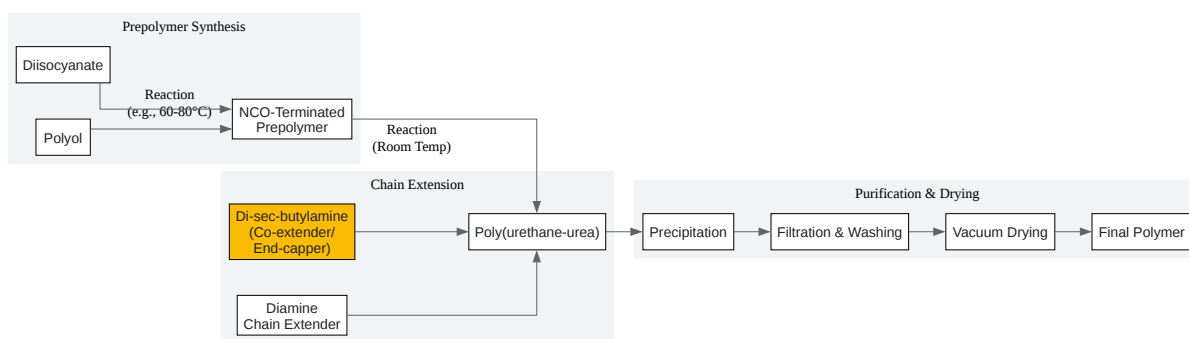 Prepolymer Synthesis
Diisocyanate
Reaction
(e.g., 60-80°C)
NCO-Terminated
Prepolymer
Polyol
Reaction
(Room Temp)
Chain Extension
Di-sec-butylamine
(Co-extender/
End-capper)
Poly(urethane-urea)
Diamine
Chain Extender
Purification & Drying
Precipitation
Filtration & Washing
Vacuum Drying
Final Polymer